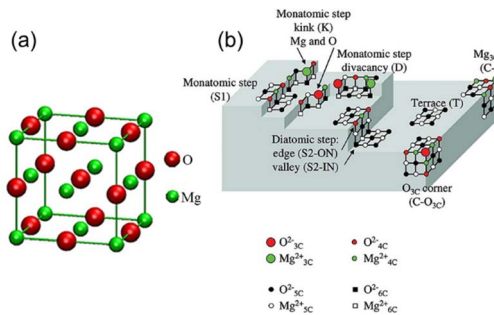 (a)
O
Mg
(b)
Monatomic step
kink (K)
Mg and O
Monatomic step
(S1)
Monatomic step
divacancy (D)
Mg3C
(C-
Terrace (T)
Diatomic step:
edge (S2-ON)
valley (S2-IN)
O3C corner
(C-O3C)
O2-3C
Mg2+3C
O2-4C
Mg2+4C
O2-5C
Mg2+5C
O2-6C
Mg2+6C